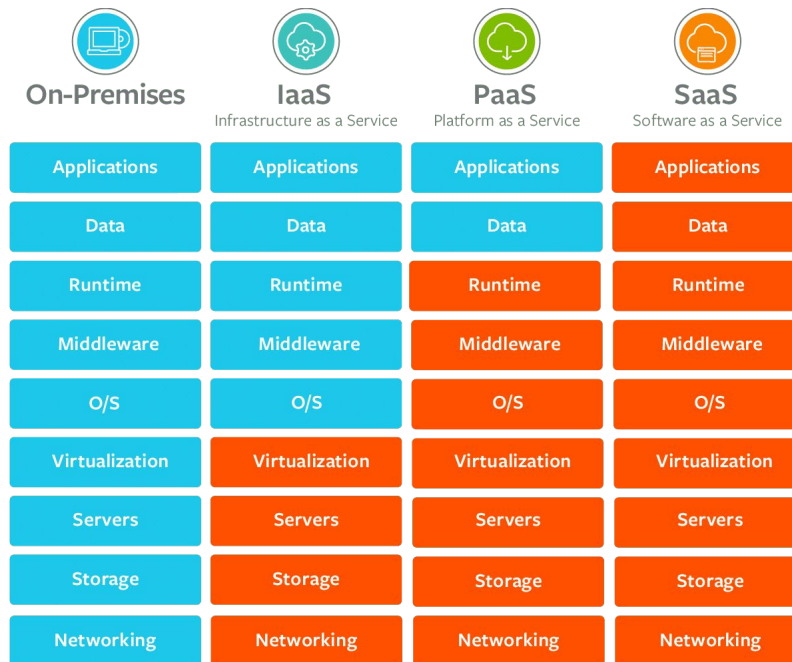 On-Premises IaaS PaaS SaaS
Infrastructure as a Service Platform as a Service Software as a Service
Applications Applications Applications Applications
Data Data Data Data
Runtime Runtime Runtime Runtime
Middleware Middleware Middleware Middleware
O/S O/S O/S O/S
Virtualization Virtualization Virtualization Virtualization
Servers Servers Servers Servers
Storage Storage Storage Storage
Networking Networking Networking Networking